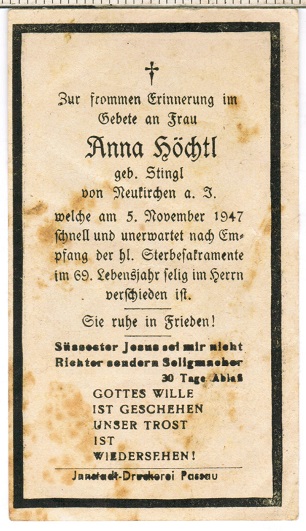 Zur frommen Erinnerung im
Gebete an Frau
Anna Höchtl
geb. Stingl
von Neukirchen a. I.
welche am 5. November 1947
schnell und unerwartet nach Em-
pfang der hl. Sterbesakramente
im 69. Lebensjahr selig im Herrn
verschieden ist.
Sie ruhe in Frieden!
Süssester Jesus sei mir nicht
Richter sondern Seligmacher
30 Tage Ablaß
GOTTES WILLE
IST GESCHEHEN
UNSER TROST
IST
WIEDERSEHEN!
Innstadt-Druckerei Passau